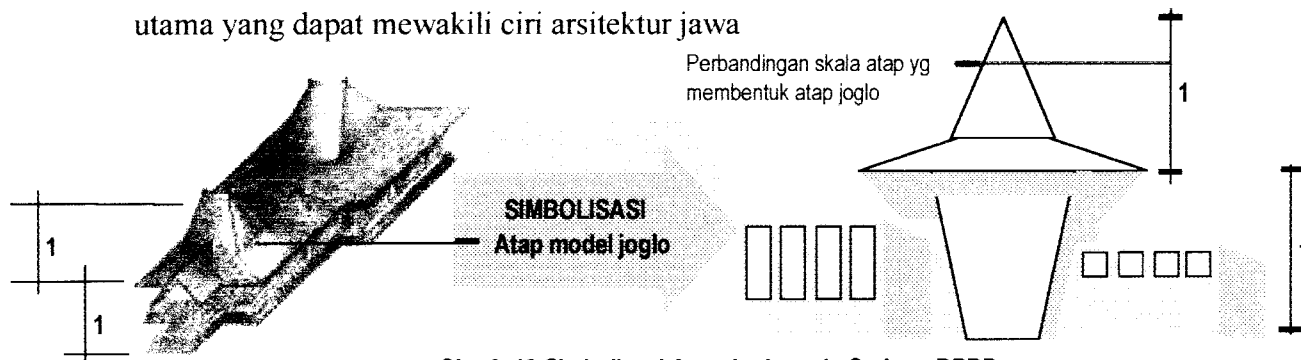 utama yang dapat mewakili ciri arsitektur jawa
Perbandingan skala atap yg
membentuk atap joglo
1
SIMBOLISASI
Atap model joglo
1
1